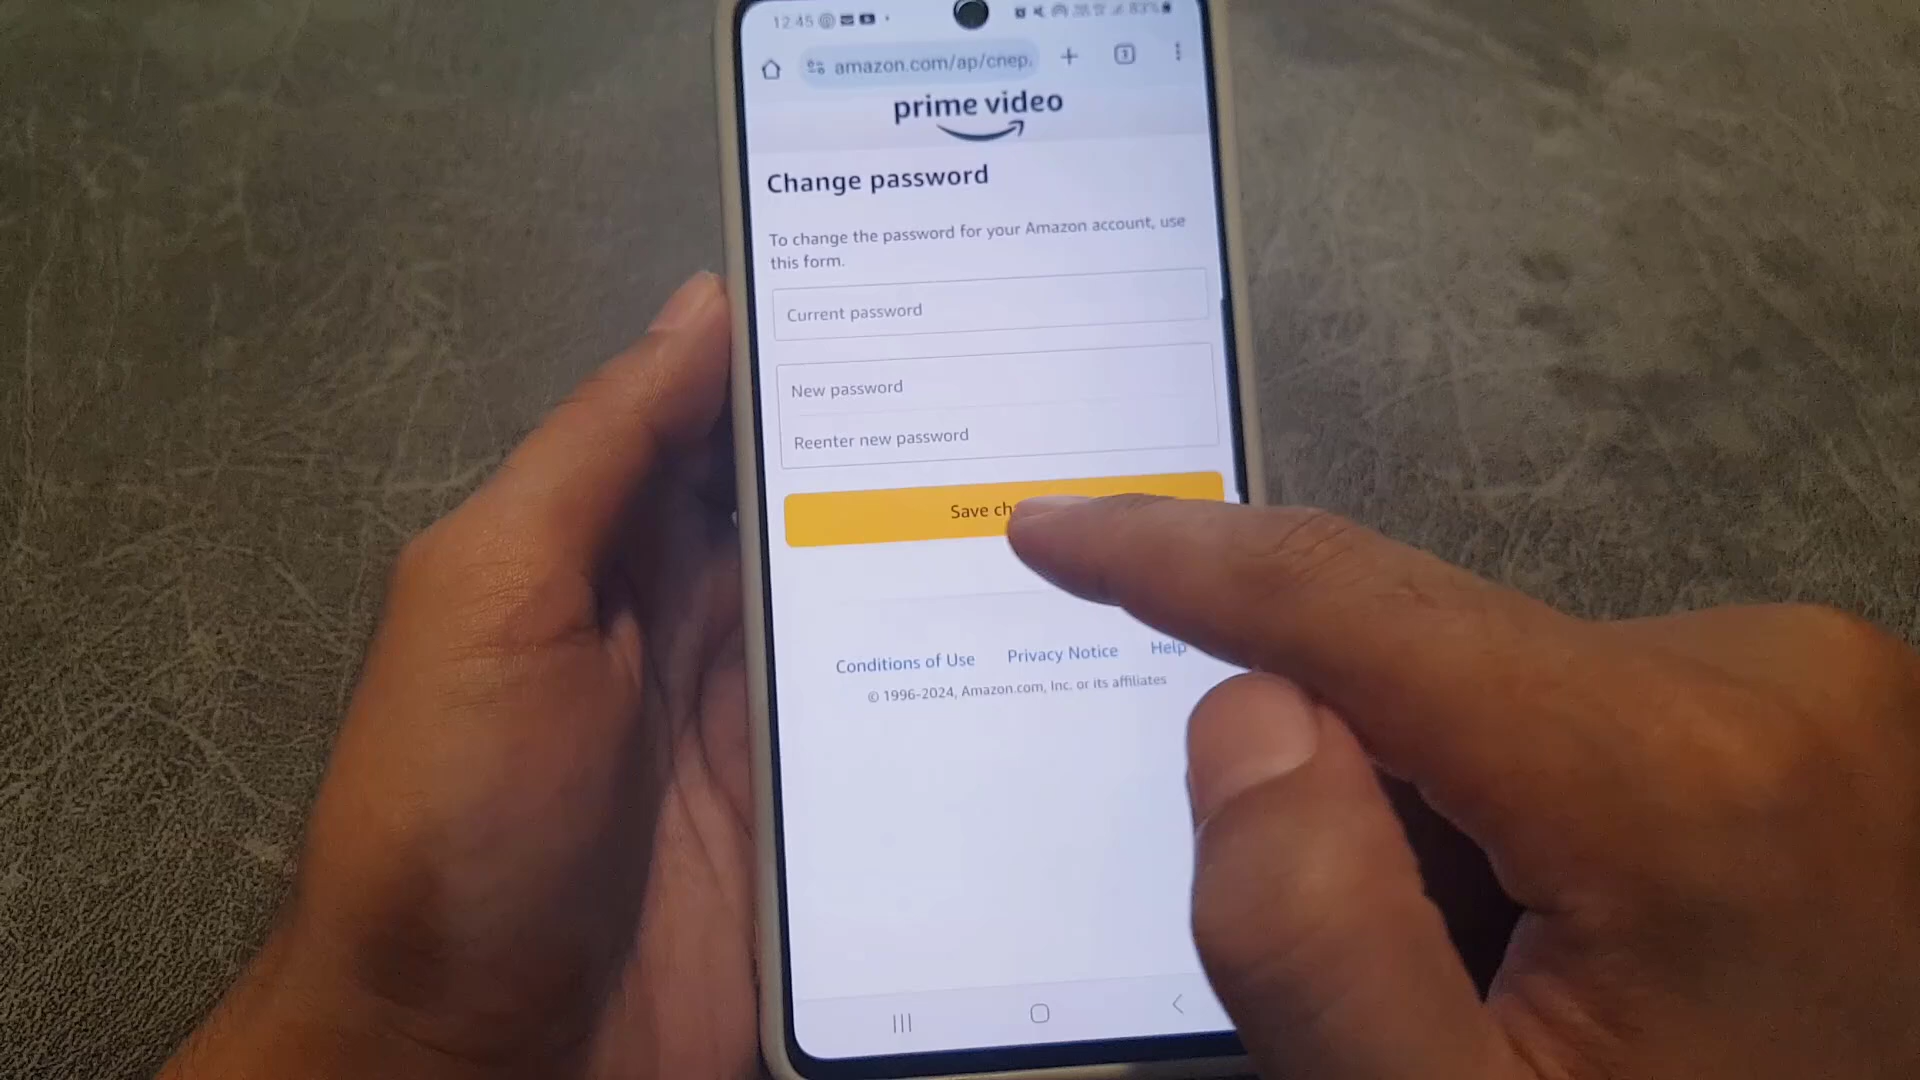 12:45
83%
amazon.com/ap/cnep.
3
prime video
Change password
To change the password for your Amazon account, use
this form.
Current password
New password
Reenter new password
Save ch
Conditions of Use Privacy Notice Help
© 1996-2024, Amazon.com, Inc. or its affiliates